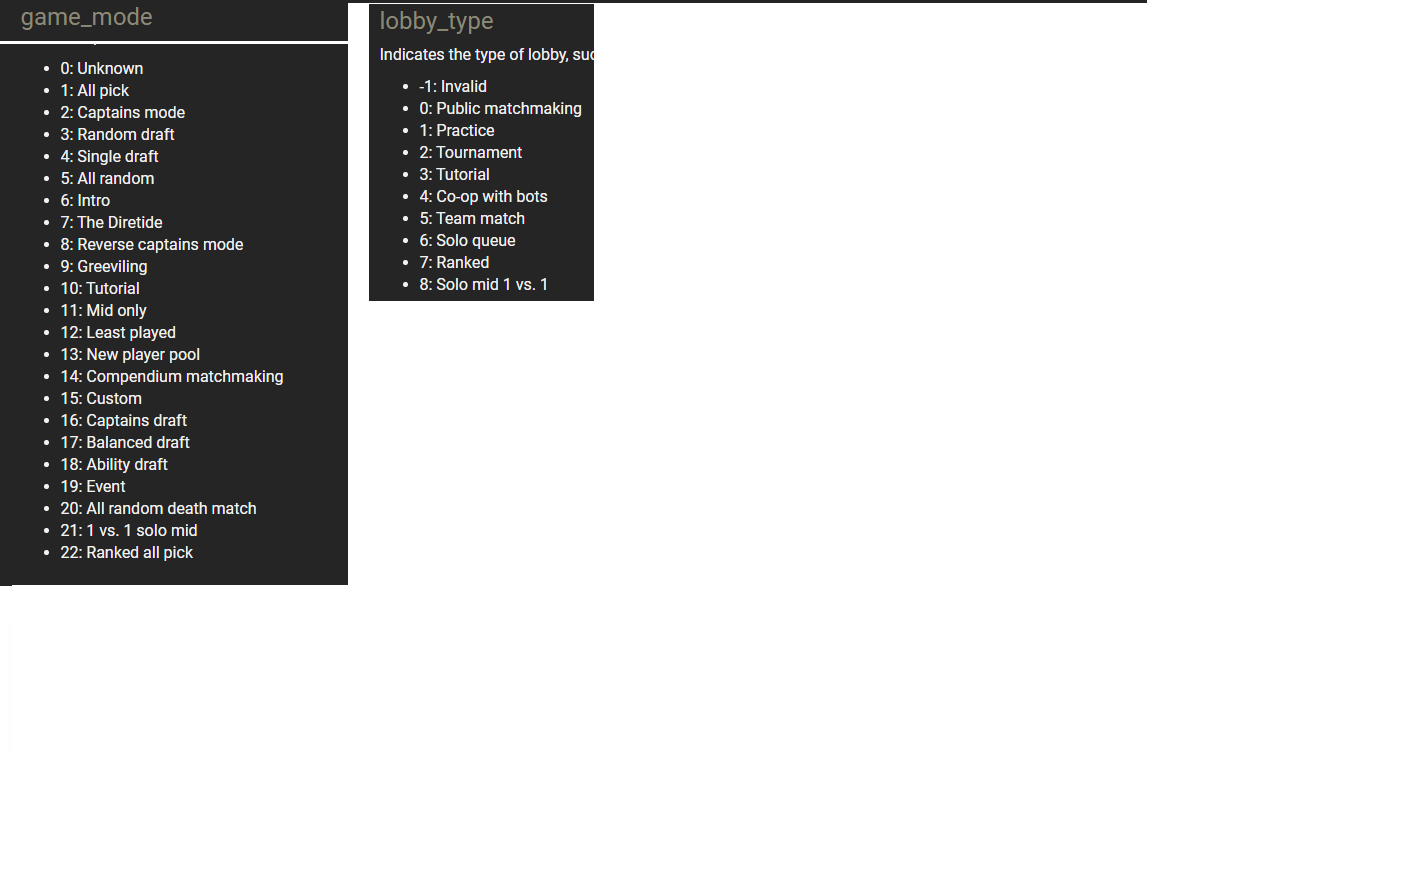 game_mode
0: Unknown
1: All pick
2: Captains mode
3: Random draft
4: Single draft
5: All random
6: Intro
7: The Diretide
8: Reverse captains mode
9: Greeviling
10: Tutorial
11: Mid only
12: Least played
13: New player pool
14: Compendium matchmaking
15: Custom
16: Captains draft
17: Balanced draft
18: Ability draft
19: Event
20: All random death match
21: 1 vs. 1 solo mid
22: Ranked all pick
lobby_type
Indicates the type of lobby,
-1: Invalid
0: Public matchmaking
1: Practice
2: Tournament
3: Tutorial
4: Co-op with bots
5: Team match
6: Solo queue
7: Ranked
8: Solo mid 1 vs. 1